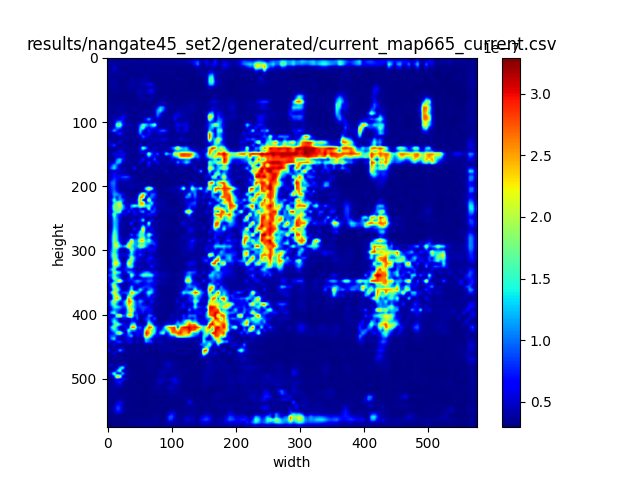 results/nangate45_set2/generated/current_map665_current.csv
1e−7
0
100
200
300
400
500
height
0 100 200 300 400 500
width
3.0
2.5
2.0
1.5
1.0
0.5